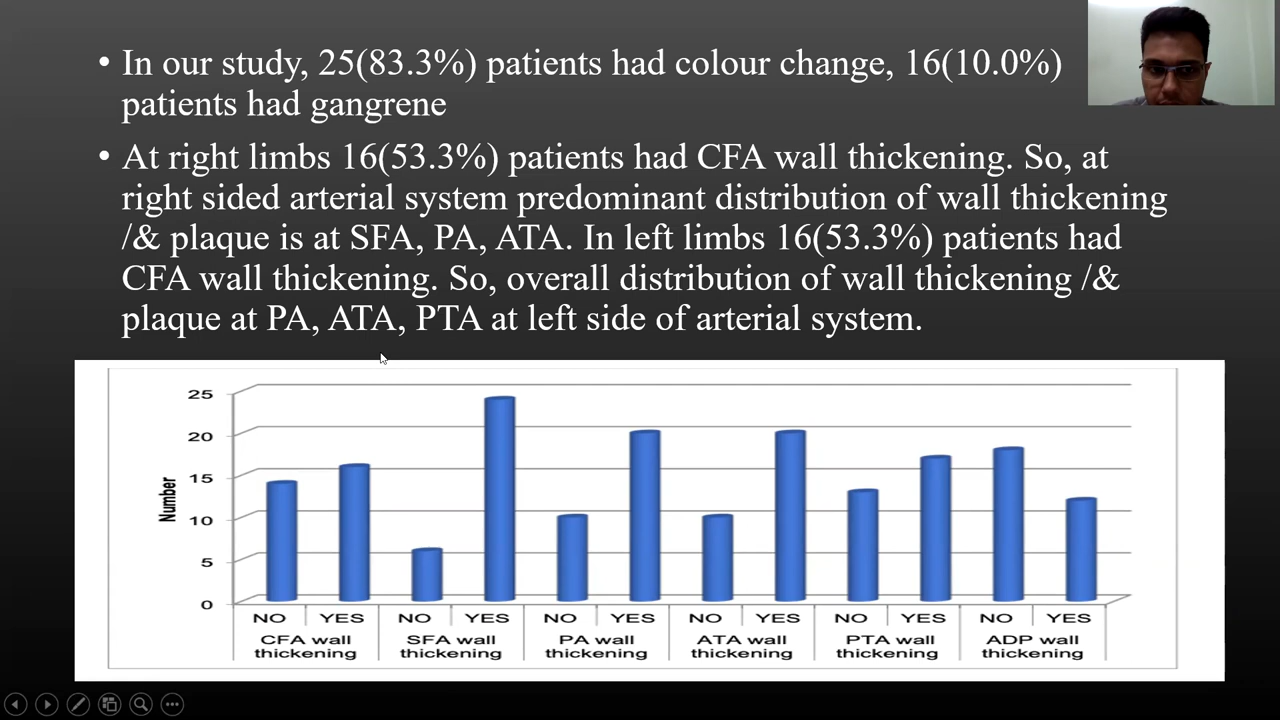 • In our study, 25(83.3%) patients had colour change, 16(10.0%)
patients had gangrene
• At right limbs 16(53.3%) patients had CFA wall thickening. So, at
right sided arterial system predominant distribution of wall thickening
/& plaque is at SFA, PA, ATA. In left limbs 16(53.3%) patients had
CFA wall thickening. So, overall distribution of wall thickening /&
plaque at PA, ATA, PTA at left side of arterial system.
25
20
15
10
5
0
Number
NO YES NO YES NO YES NO YES NO YES NO YES
CFA wall SFA wall PA wall ATA wall PTA wall ADP wall
thickening thickening thickening thickening thickening thickening